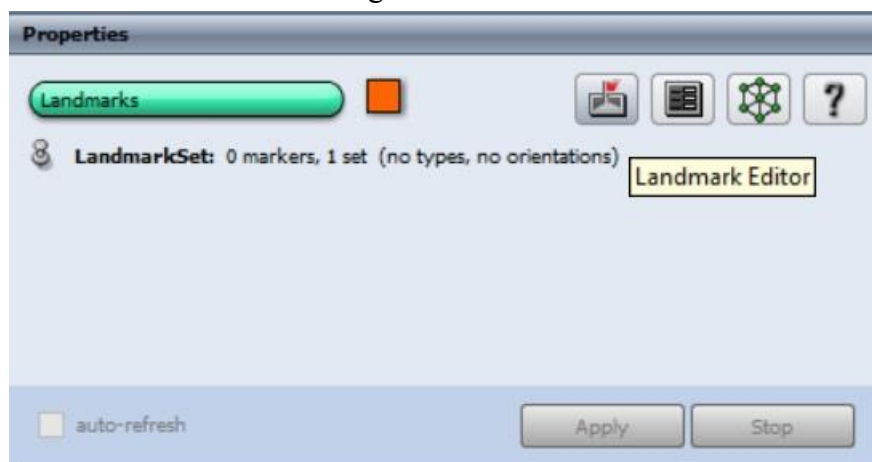 Properties
Landmarks
?
LandmarkSet: 0 markers, 1 set (no types, no orientations)
Landmark Editor
auto-refresh
Apply
Stop